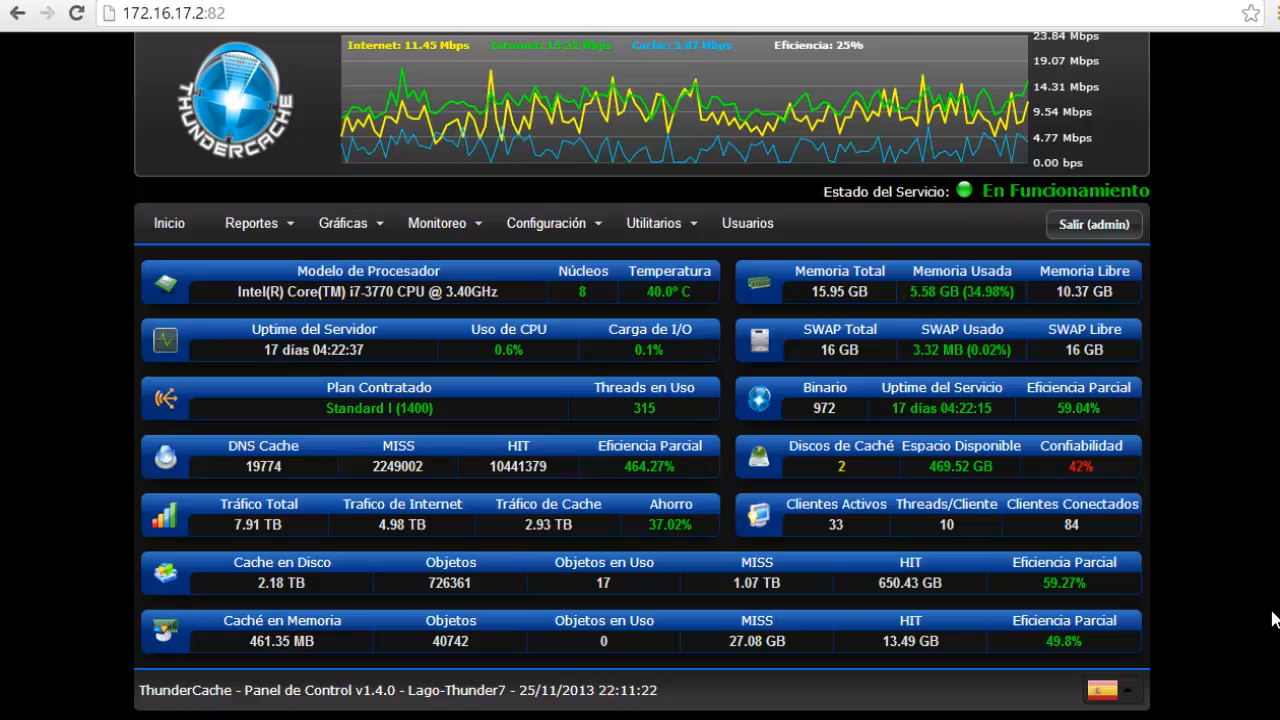 172.16.17.2:82
THUNDERCACHE
Internet: 11.45 Mbps Cache: 3.87 Mbps Eficiencia: 25%
23.84 Mbps
19.07 Mbps
14.31 Mbps
9.54 Mbps
4.77 Mbps
0.00 bps
Estado del Servicio: En Funcionamiento
Inicio Reportes Gráficas Monitoreo Configuración Utilitarios Usuarios Salir (admin)
Modelo de Procesador Núcleos Temperatura
Intel(R) Core(TM) i7-3770 CPU @ 3.40GHz 8 40.0º C
Memoria Total Memoria Usada Memoria Libre
15.95 GB 5.58 GB (34.98%) 10.37 GB
Uptime del Servidor Uso de CPU Carga de I/O
17 días 04:22:37 0.6% 0.1%
SWAP Total SWAP Usado SWAP Libre
16 GB 3.32 MB (0.02%) 16 GB
Plan Contratado Threads en Uso
Standard I (1400) 315
Binario Uptime del Servicio Eficiencia Parcial
972 17 días 04:22:15 59.04%
DNS Cache MISS HIT Eficiencia Parcial
19774 2249002 10441379 464.27%
Discos de Caché Espacio Disponible Confiabilidad
2 469.52 GB 42%
Tráfico Total Trafico de Internet Tráfico de Cache Ahorro
7.91 TB 4.98 TB 2.93 TB 37.02%
Clientes Activos Threads/Cliente Clientes Conectados
33 10 84
Cache en Disco Objetos Objetos en Uso MISS HIT Eficiencia Parcial
2.18 TB 726361 17 1.07 TB 650.43 GB 59.27%
Caché en Memoria Objetos Objetos en Uso MISS HIT Eficiencia Parcial
461.35 MB 40742 0 27.08 GB 13.49 GB 49.8%
ThunderCache - Panel de Control v1.4.0 - Lago-Thunder7 - 25/11/2013 22:11:22